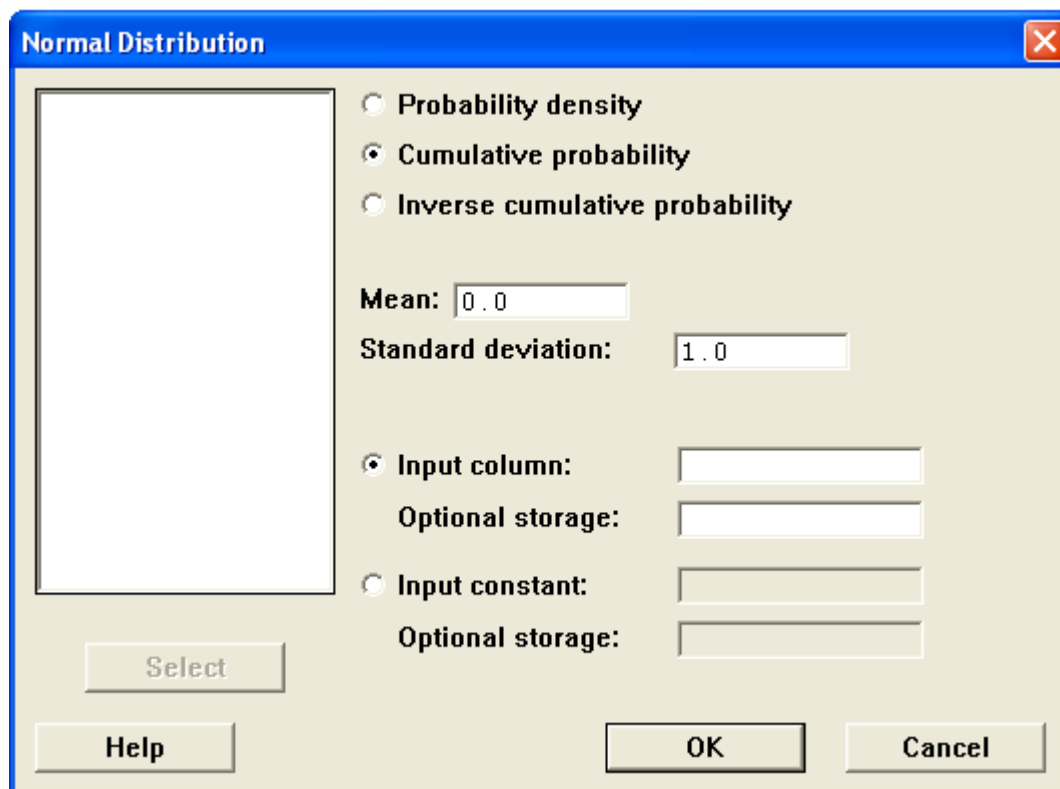 Normal Distribution
Probability density
Cumulative probability
Inverse cumulative probability
Mean: 0.0
Standard deviation: 1.0
Input column:
Optional storage:
Input constant:
Optional storage:
Select
Help OK Cancel